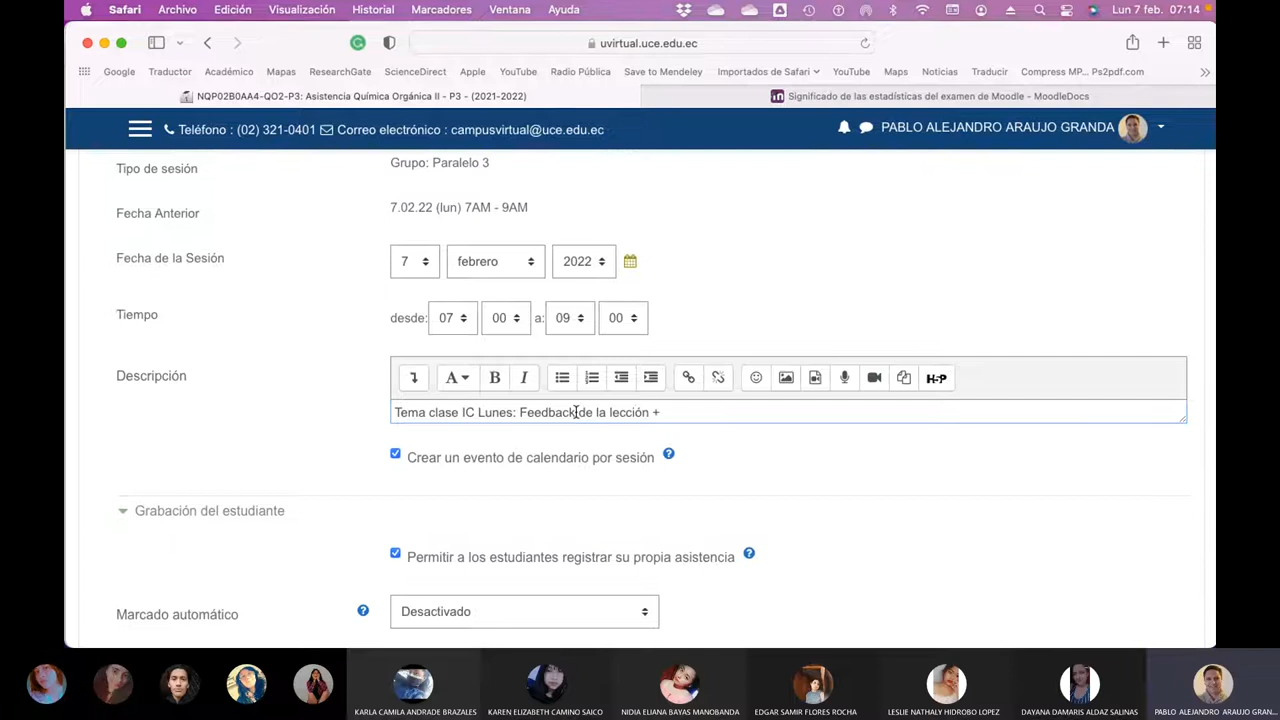 Safari Archivo Edición Visualización Historial Marcadores Ventana Ayuda Lun 7 feb. 07:14
uvirtual.uce.edu.ec
Google Traductor Académico Mapas ResearchGate ScienceDirect Apple YouTube Radio Pública Save to Mendeley Importados de Safari YouTube Maps Noticias Traducir Compress MP... Ps2pdf.com
NQP02B0AA4-QO2-P3: Asistencia Química Orgánica II - P3 - (2021-2022) Significado de las estadísticas del examen de Moodle - MoodleDocs
Teléfono : (02) 321-0401 Correo electrónico : campusvirtual@uce.edu.ec PABLO ALEJANDRO ARAUJO GRANDA
Tipo de sesión Grupo: Paralelo 3
Fecha Anterior 7.02.22 (lun) 7AM - 9AM
Fecha de la Sesión 7 febrero 2022
Tiempo desde: 07 00 a: 09 00
Descripción A B I H-P
Tema clase IC Lunes: Feedback de la lección +
Crear un evento de calendario por sesión
Grabación del estudiante
Permitir a los estudiantes registrar su propia asistencia
Marcado automático Desactivado
KARLA CAMILA ANDRADE BRAZALES KAREN ELIZABETH CAMINO SAICO NIDIA ELIANA BAYAS MANOBANDA EDGAR SAMIR FLORES ROCHA LESLIE NATHALY HIDROBO LOPEZ DAYANA DAMARIS ALDAZ SALINAS PABLO ALEJANDRO ARAUJO GRAN...